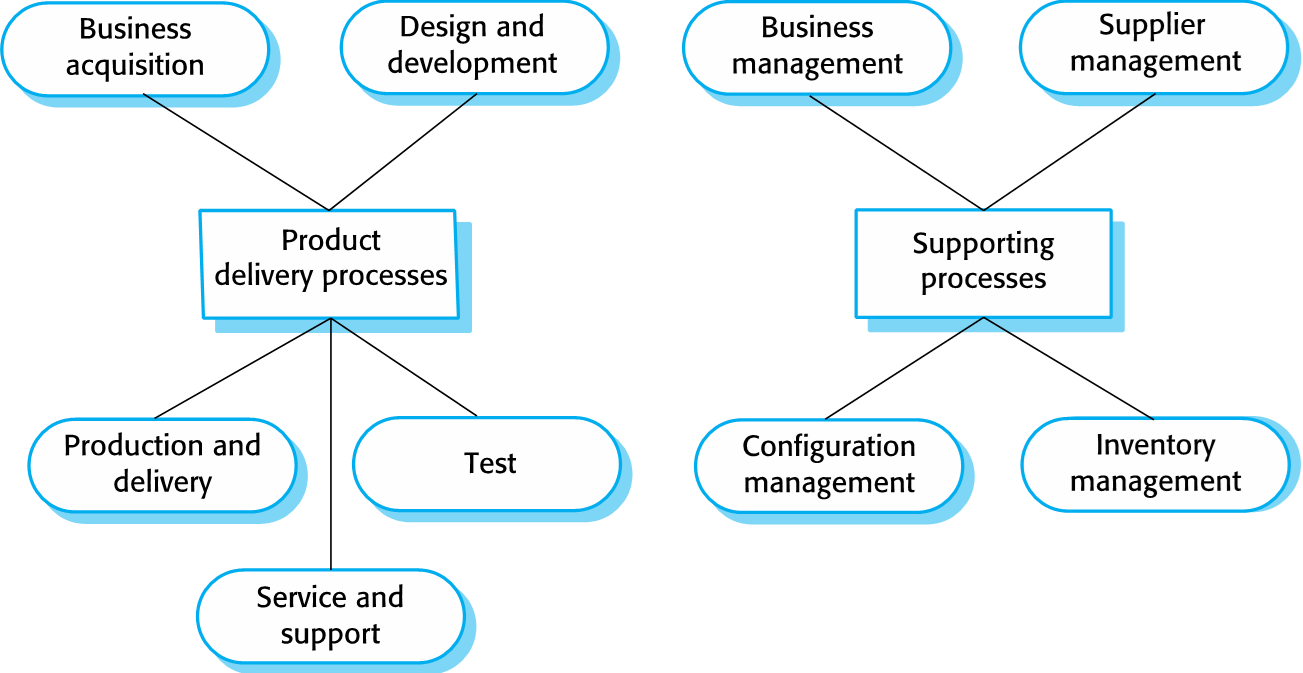 Business
acquisition
Design and
development
Business
management
Supplier
management
Product
delivery processes
Supporting
processes
Production and
delivery
Test
Configuration
management
Inventory
management
Service and
support